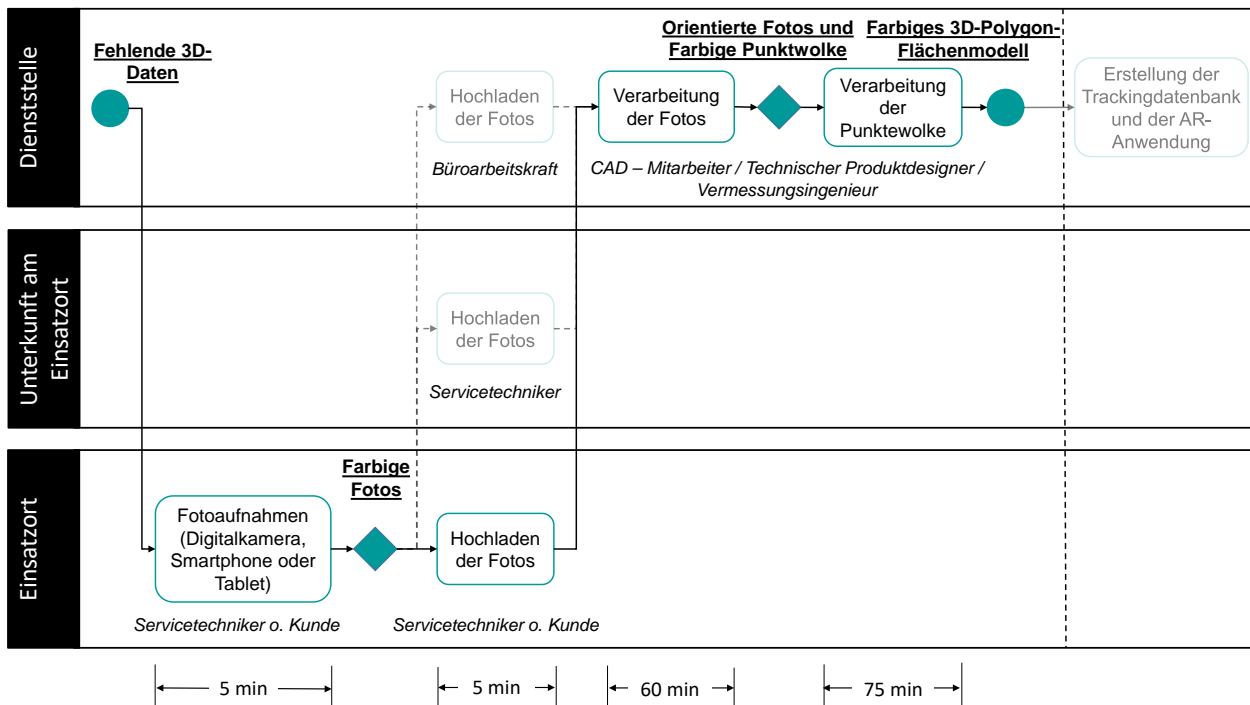 Dienststelle
Fehlende 3D-
Daten
Hochladen
der Fotos
Büroarbeitskraft
Orientierte Fotos und
Farbige Punktwolke
Verarbeitung
der Fotos
Farbiges 3D-Polygon-
Flächenmodell
Verarbeitung
der
Punktewolke
CAD – Mitarbeiter / Technischer Produktdesigner /
Vermessungsingenieur
Erstellung der
Trackingdatenbank
und der AR-
Anwendung
Unterkunft am
Einsatzort
Hochladen
der Fotos
Servicetechniker
Einsatzort
Fotoaufnahmen
(Digitalkamera,
Smartphone oder
Tablet)
Servicetechniker o. Kunde
Farbige
Fotos
Hochladen
der Fotos
Servicetechniker o. Kunde
5 min
5 min
60 min
75 min